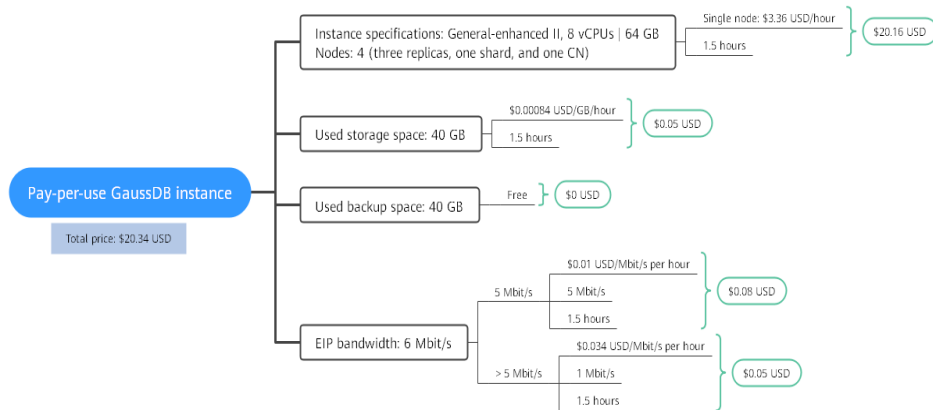 Instance specifications: General-enhanced II, 8 vCPUs | 64 GB
Nodes: 4 (three replicas, one shard, and one CN)
Single node: $3.36 USD/hour
1.5 hours
$20.16 USD
Used storage space: 40 GB
$0.00084 USD/GB/hour
1.5 hours
$0.05 USD
Pay-per-use GaussDB instance
Total price: $20.34 USD
Used backup space: 40 GB
Free
$0 USD
EIP bandwidth: 6 Mbit/s
5 Mbit/s
$0.01 USD/Mbit/s per hour
5 Mbit/s
1.5 hours
$0.08 USD
> 5 Mbit/s
$0.034 USD/Mbit/s per hour
1 Mbit/s
1.5 hours
$0.05 USD